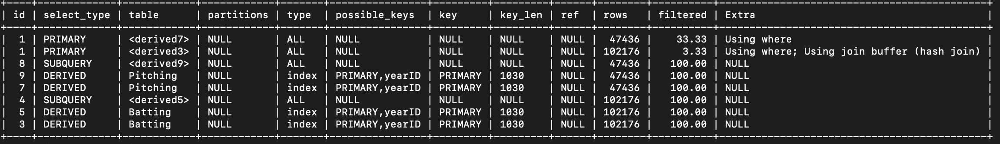 +----+-------------+------------+------------+-------+----------------+---------+---------+------+--------+----------+--------------------------------------------+
| id | select_type | table      | partitions | type  | possible_keys  | key     | key_len | ref  | rows   | filtered | Extra                                      |
+----+-------------+------------+------------+-------+----------------+---------+---------+------+--------+----------+--------------------------------------------+
|  1 | PRIMARY     | <derived7> | NULL       | ALL   | NULL           | NULL    | NULL    | NULL |  47436 |    33.33 | Using where                                |
|  1 | PRIMARY     | <derived3> | NULL       | ALL   | NULL           | NULL    | NULL    | NULL | 102176 |     3.33 | Using where; Using join buffer (hash join) |
|  8 | SUBQUERY    | <derived9> | NULL       | ALL   | NULL           | NULL    | NULL    | NULL |  47436 |   100.00 | NULL                                       |
|  9 | DERIVED     | Pitching   | NULL       | index | PRIMARY,yearID | PRIMARY | 1030    | NULL |  47436 |   100.00 | NULL                                       |
|  7 | DERIVED     | Pitching   | NULL       | index | PRIMARY,yearID | PRIMARY | 1030    | NULL |  47436 |   100.00 | NULL                                       |
|  4 | SUBQUERY    | <derived5> | NULL       | ALL   | NULL           | NULL    | NULL    | NULL | 102176 |   100.00 | NULL                                       |
|  5 | DERIVED     | Batting    | NULL       | index | PRIMARY,yearID | PRIMARY | 1030    | NULL | 102176 |   100.00 | NULL                                       |
|  3 | DERIVED     | Batting    | NULL       | index | PRIMARY,yearID | PRIMARY | 1030    | NULL | 102176 |   100.00 | NULL                                       |
+----+-------------+------------+------------+-------+----------------+---------+---------+------+--------+----------+--------------------------------------------+